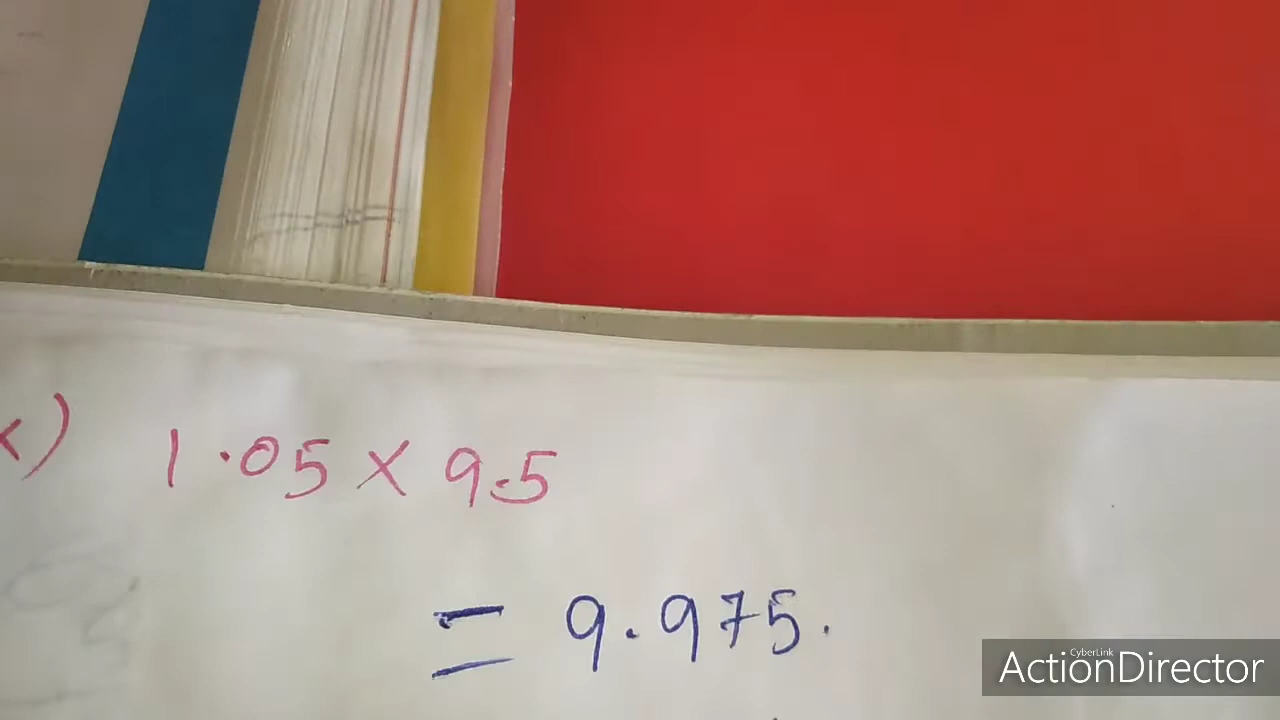 x) 1.05 × 9.5
= 9.975.
CyberLink
ActionDirector